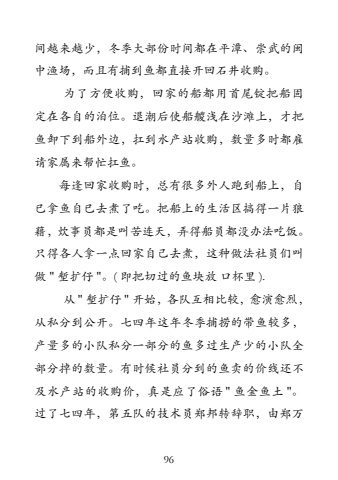 间越来越少，冬季大部份时间都在平潭、崇武的闽
中渔场，而且有捕到鱼都直接开回石井收购。
为了方便收购，回家的船都用首尾锭把船固
定在各自的泊位。退潮后使船艘浅在沙滩上，才把
鱼卸下到船外边，扛到水产站收购，数量多时都雇
请家属来帮忙扛鱼。
每逢回家收购时，总有很多外人跑到船上，自
己拿鱼自己去煮了吃。把船上的生活区搞得一片狼
藉，炊事员都是叫苦连天，弄得船员都没办法吃饭。
只得各人拿一点回家自己去煮，这种做法社员们叫
做＂堑扩仔＂。（即把切过的鱼块放 口杯里）.
从＂堑扩仔＂开始，各队互相比较，愈演愈烈，
从私分到公开。七四年这年冬季捕捞的带鱼较多，
产量多的小队私分一部分的鱼多过生产少的小队全
部分掉的数量。有时候社员分到的鱼卖的价线还不
及水产站的收购价，真是应了俗语＂鱼金鱼土＂。
过了七四年，第五队的技术员郑邦转辞职，由郑万
96